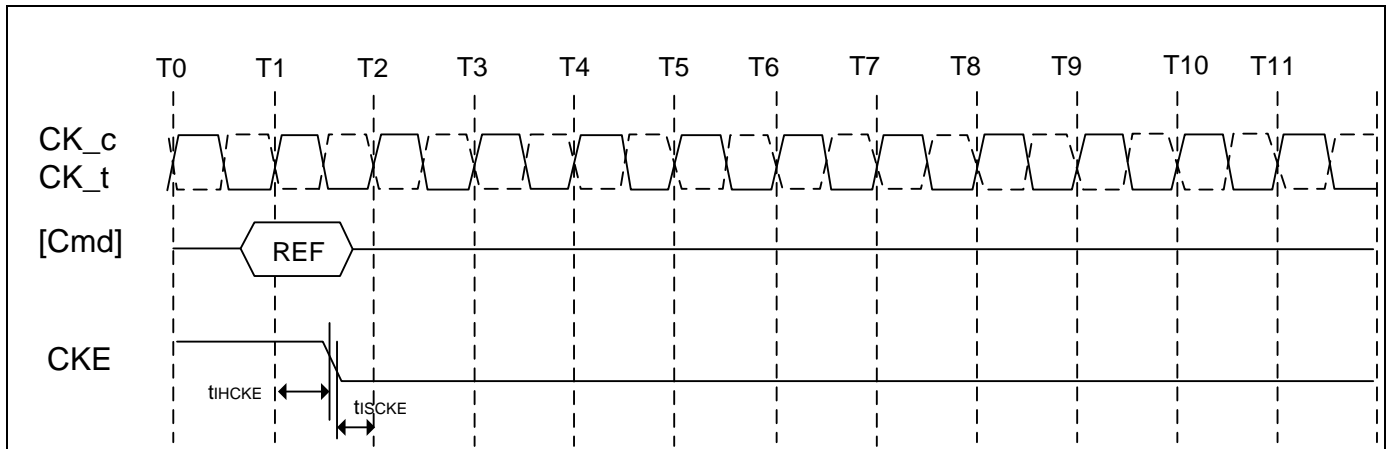 T0 T1 T2 T3 T4 T5 T6 T7 T8 T9 T10 T11
CK_c
CK_t
[Cmd] REF
CKE
tIHCKE
tISCKE